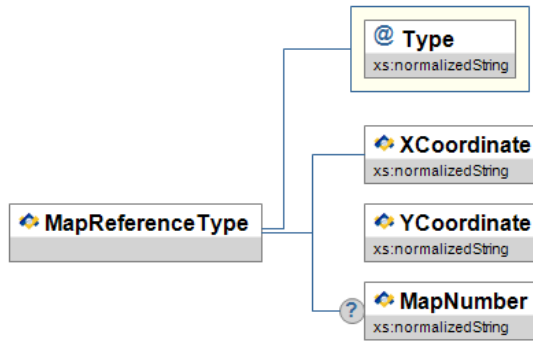 @ Type
xs:normalizedString
XCoordinate
xs:normalizedString
MapReferenceType
YCoordinate
xs:normalizedString
? MapNumber
xs:normalizedString